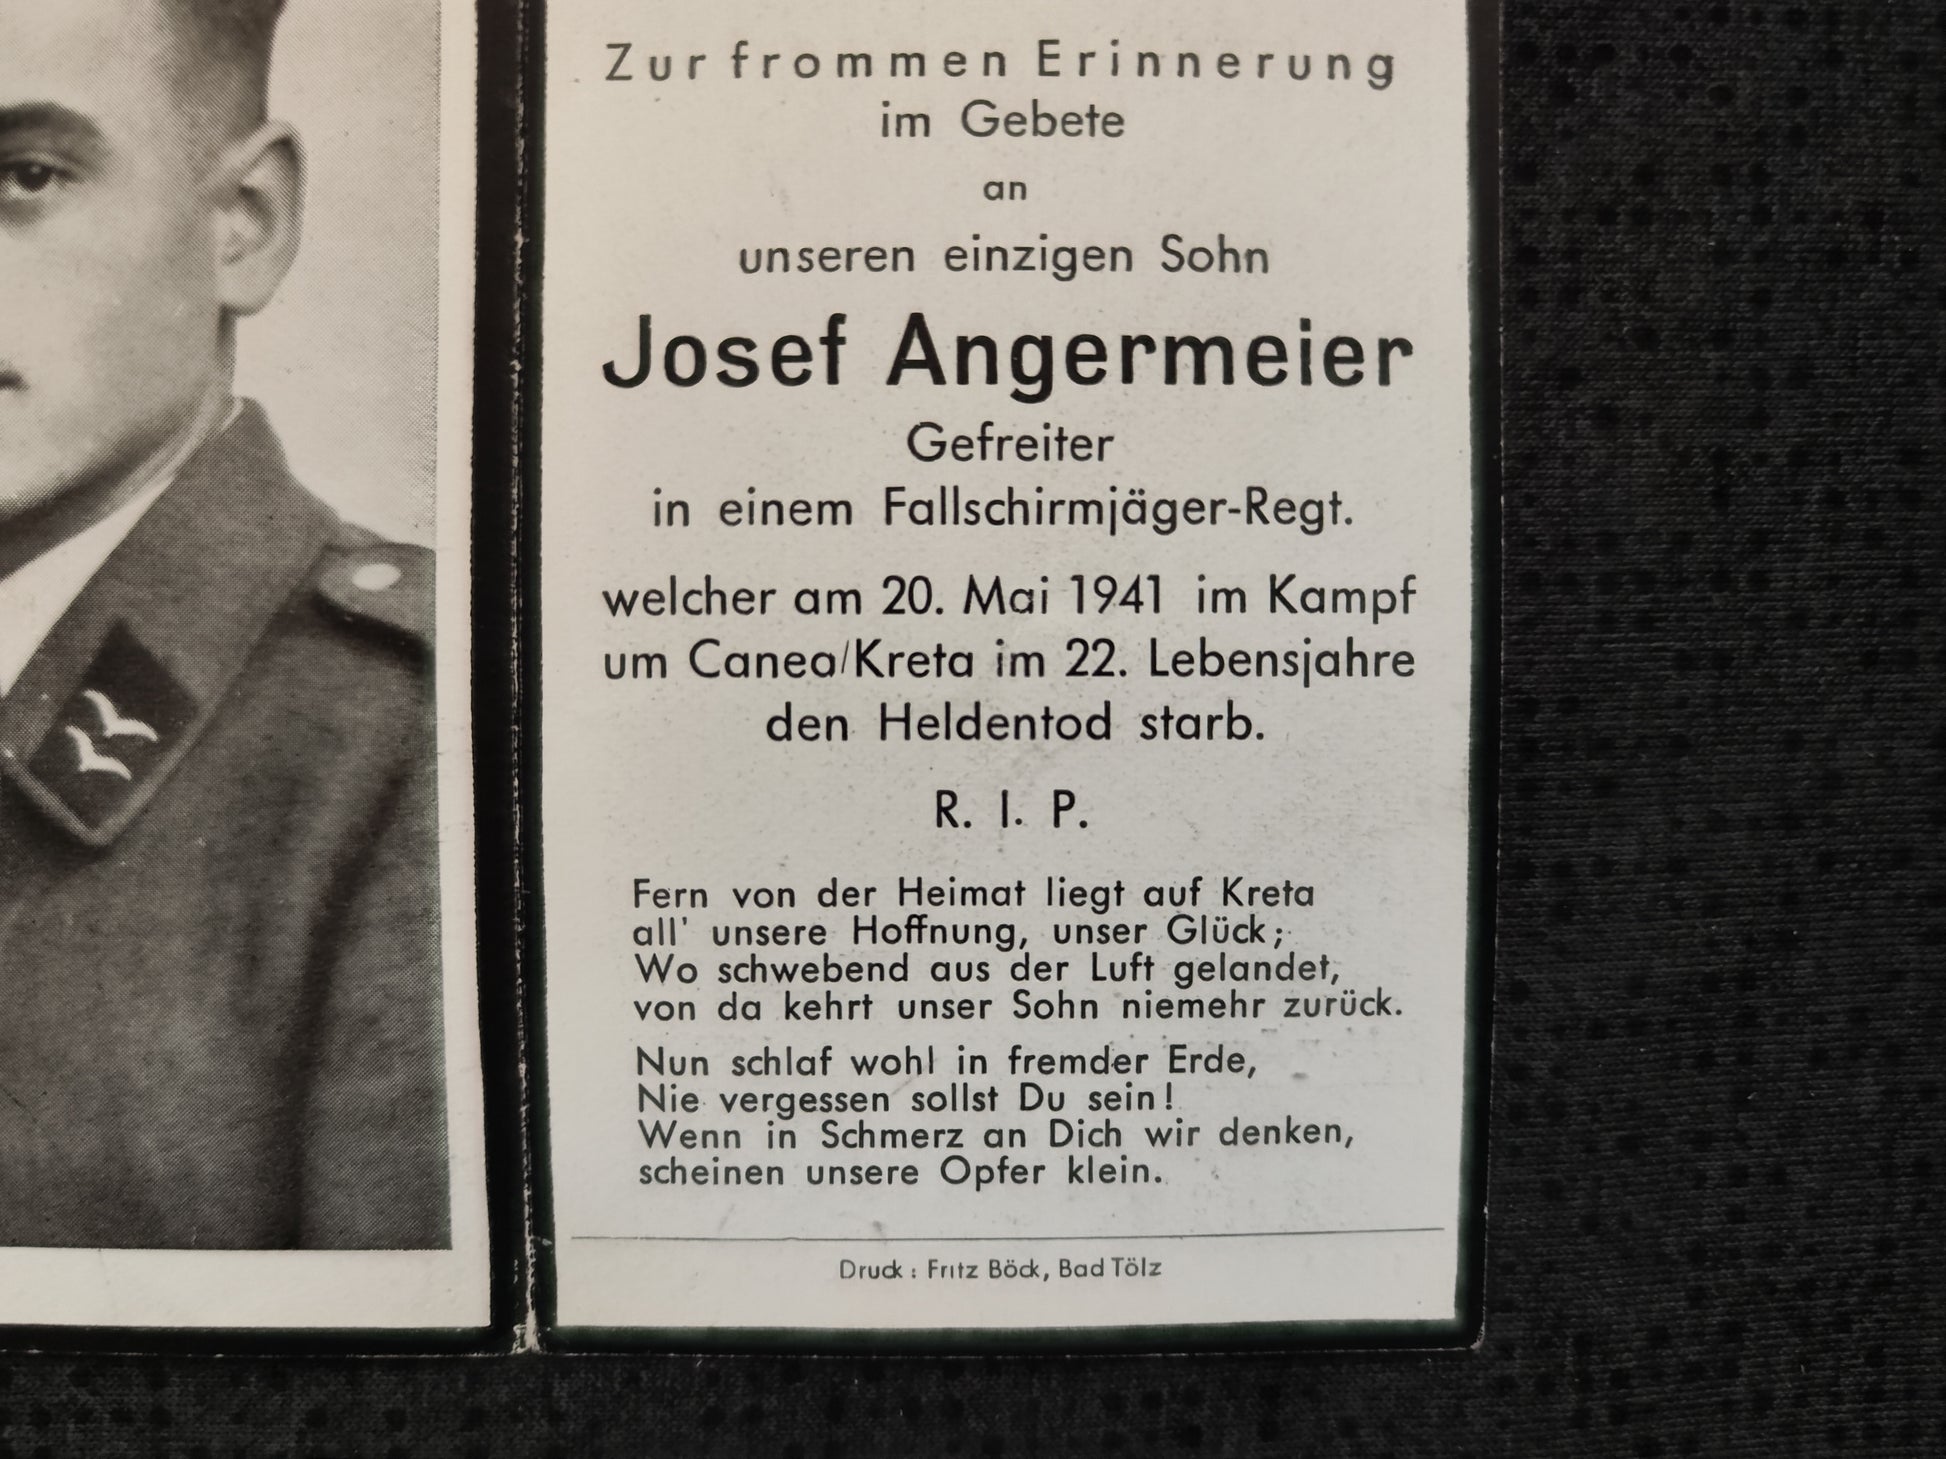 Zur frommen Erinnerung
im Gebete
an
unseren einzigen Sohn
Josef Angermeier
Gefreiter
in einem Fallschirmjäger-Regt.
welcher am 20. Mai 1941 im Kampf
um Canea/Kreta im 22. Lebensjahre
den Heldentod starb.
R. I. P.
Fern von der Heimat liegt auf Kreta
all' unsere Hoffnung, unser Glück;
Wo schwebend aus der Luft gelandet,
von da kehrt unser Sohn niemehr zurück.
Nun schlaf wohl in fremder Erde,
Nie vergessen sollst Du sein!
Wenn in Schmerz an Dich wir denken,
scheinen unsere Opfer klein.
Druck: Fritz Böck, Bad Tölz